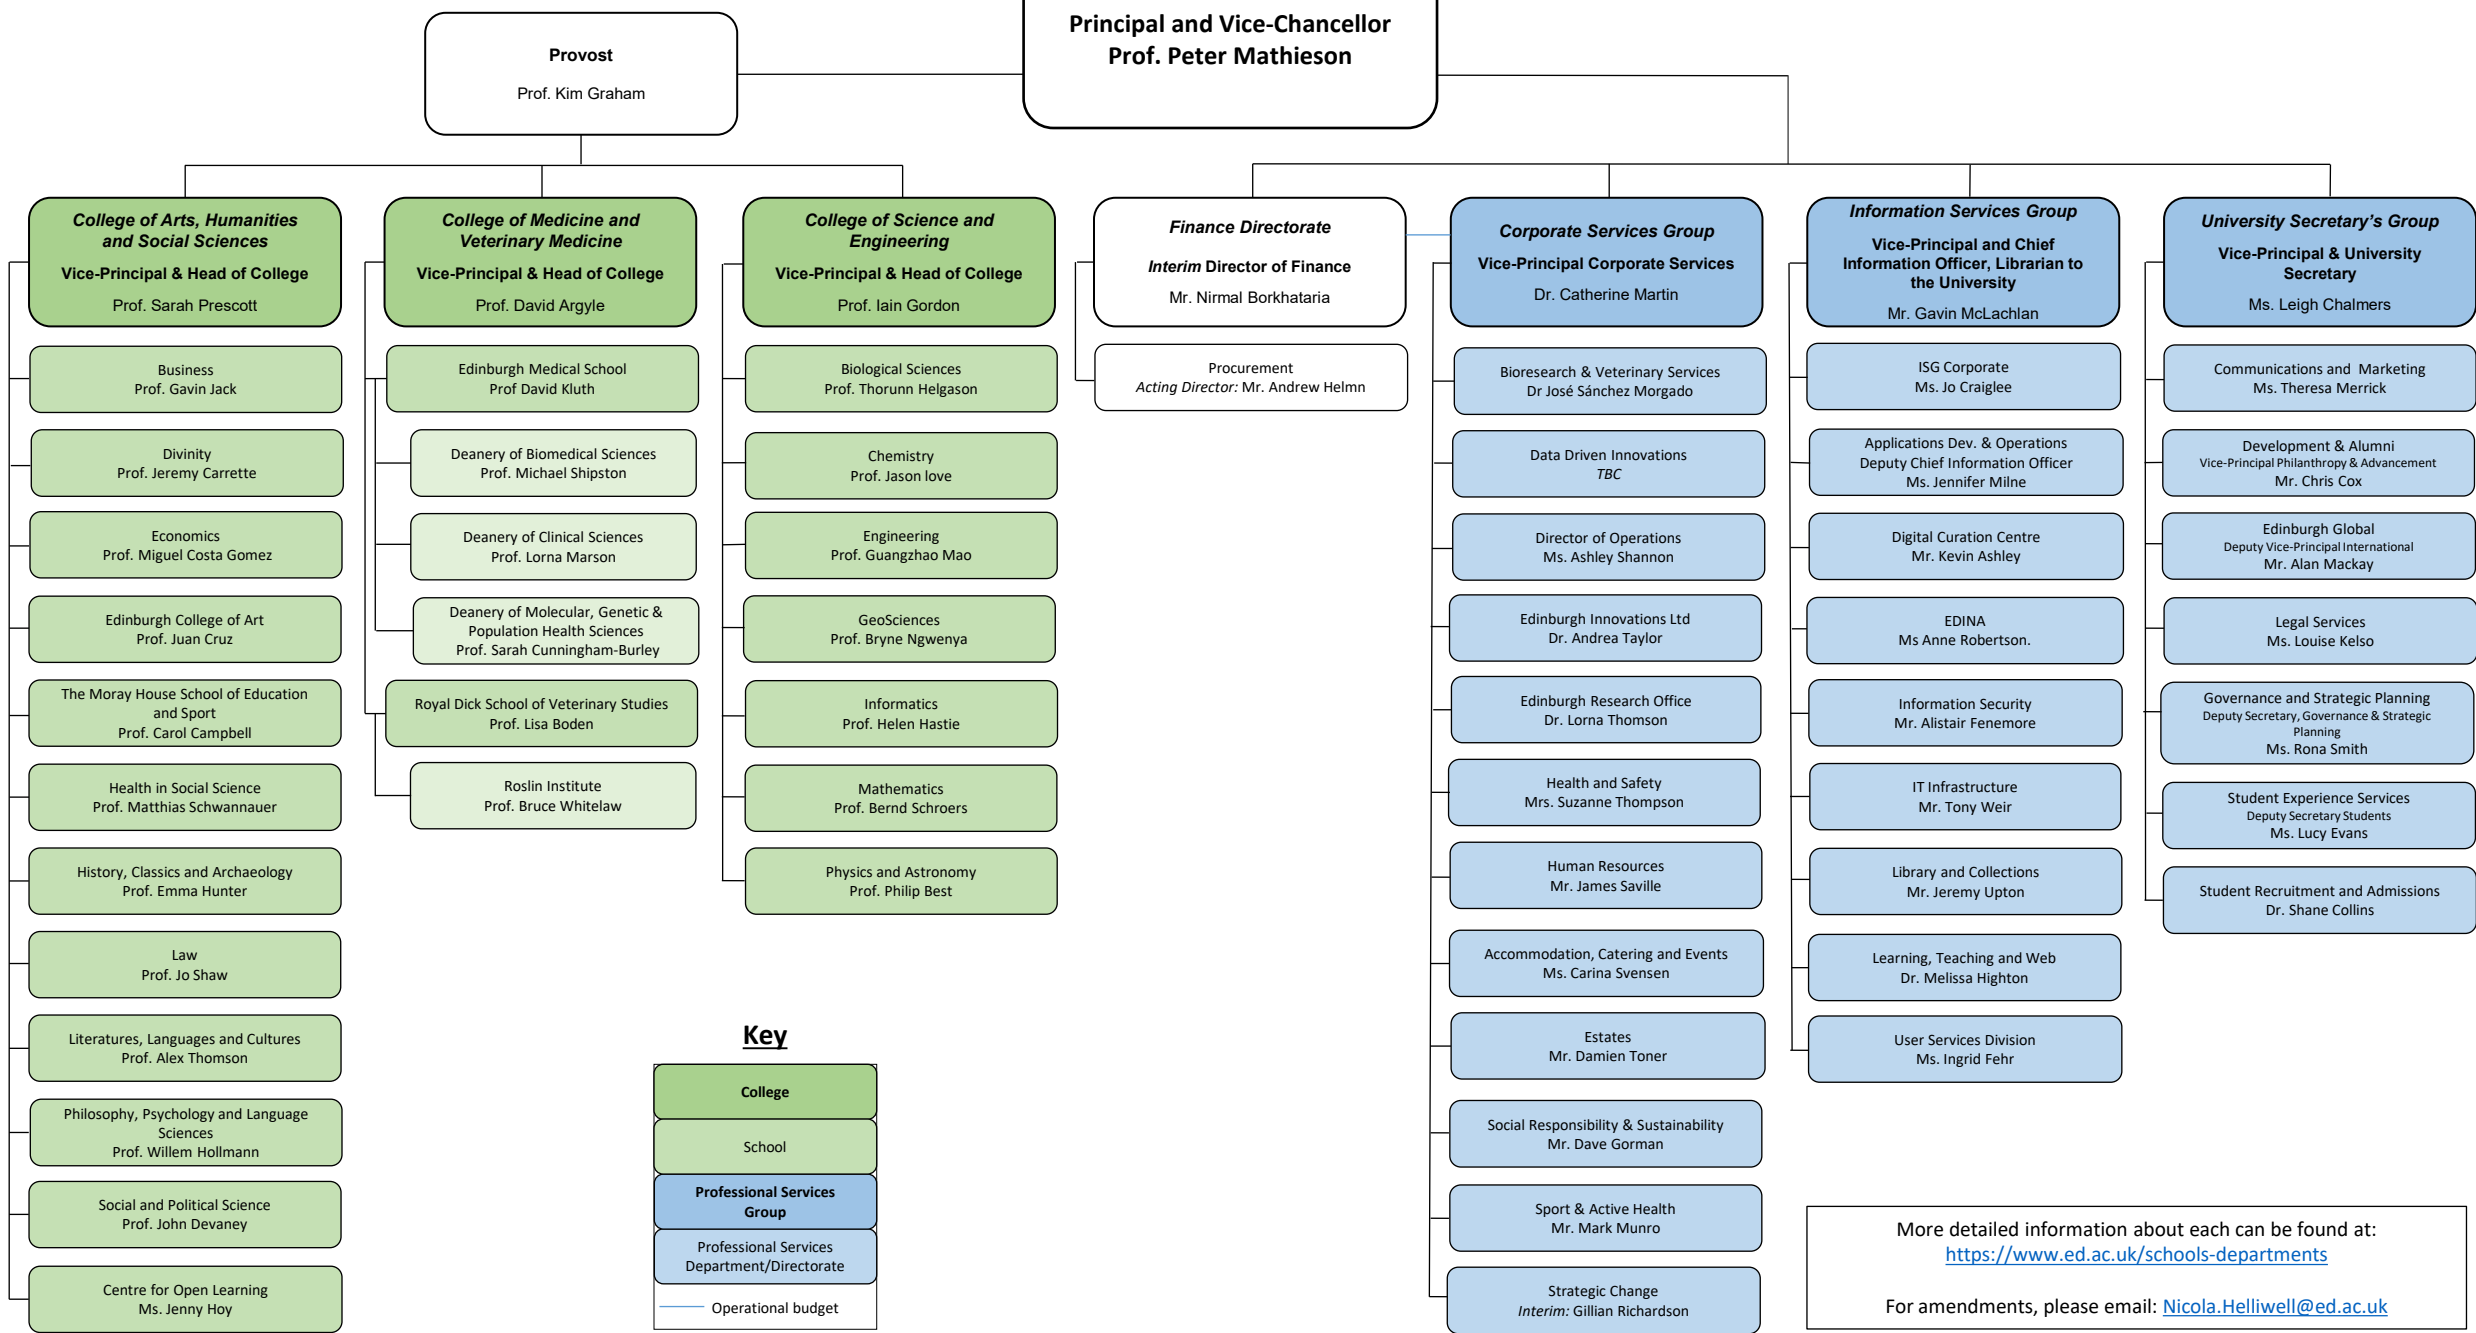 Principal and Vice-Chancellor
Prof. Peter Mathieson
Provost
Prof. Kim Graham
College of Arts, Humanities
and Social Sciences
Vice-Principal & Head of College
Prof. Sarah Prescott
Business
Prof. Gavin Jack
Divinity
Prof. Jeremy Carrette
Economics
Prof. Miguel Costa Gomez
Edinburgh College of Art
Prof. Juan Cruz
The Moray House School of Education
and Sport
Prof. Carol Campbell
Health in Social Science
Prof. Matthias Schwannauer
History, Classics and Archaeology
Prof. Emma Hunter
Law
Prof. Jo Shaw
Literatures, Languages and Cultures
Prof. Alex Thomson
Philosophy, Psychology and Language
Sciences
Prof. Willem Hollmann
Social and Political Science
Prof. John Devaney
Centre for Open Learning
Ms. Jenny Hoy
College of Medicine and
Veterinary Medicine
Vice-Principal & Head of College
Prof. David Argyle
Edinburgh Medical School
Prof David Kluth
Deanery of Biomedical Sciences
Prof. Michael Shipston
Deanery of Clinical Sciences
Prof. Lorna Marson
Deanery of Molecular, Genetic &
Population Health Sciences
Prof. Sarah Cunningham-Burley
Royal Dick School of Veterinary Studies
Prof. Lisa Boden
Roslin Institute
Prof. Bruce Whitelaw
College of Science and
Engineering
Vice-Principal & Head of College
Prof. Iain Gordon
Biological Sciences
Prof. Thorunn Helgason
Chemistry
Prof. Jason love
Engineering
Prof. Guangzhao Mao
GeoSciences
Prof. Bryne Ngwenya
Informatics
Prof. Helen Hastie
Mathematics
Prof. Bernd Schroers
Physics and Astronomy
Prof. Philip Best
Finance Directorate
Interim Director of Finance
Mr. Nirmal Borkhataria
Procurement
Acting Director: Mr. Andrew Helmn
Corporate Services Group
Vice-Principal Corporate Services
Dr. Catherine Martin
Bioresearch & Veterinary Services
Dr José Sánchez Morgado
Data Driven Innovations
TBC
Director of Operations
Ms. Ashley Shannon
Edinburgh Innovations Ltd
Dr. Andrea Taylor
Edinburgh Research Office
Dr. Lorna Thomson
Health and Safety
Mrs. Suzanne Thompson
Human Resources
Mr. James Saville
Accommodation, Catering and Events
Ms. Carina Svensen
Estates
Mr. Damien Toner
Social Responsibility & Sustainability
Mr. Dave Gorman
Sport & Active Health
Mr. Mark Munro
Strategic Change
Interim: Gillian Richardson
Information Services Group
Vice-Principal and Chief
Information Officer, Librarian to
the University
Mr. Gavin McLachlan
ISG Corporate
Ms. Jo Craiglee
Applications Dev. & Operations
Deputy Chief Information Officer
Ms. Jennifer Milne
Digital Curation Centre
Mr. Kevin Ashley
EDINA
Ms Anne Robertson.
Information Security
Mr. Alistair Fenemore
IT Infrastructure
Mr. Tony Weir
Library and Collections
Mr. Jeremy Upton
Learning, Teaching and Web
Dr. Melissa Highton
User Services Division
Ms. Ingrid Fehr
University Secretary's Group
Vice-Principal & University
Secretary
Ms. Leigh Chalmers
Communications and Marketing
Ms. Theresa Merrick
Development & Alumni
Vice-Principal Philanthropy & Advancement
Mr. Chris Cox
Edinburgh Global
Deputy Vice-Principal International
Mr. Alan Mackay
Legal Services
Ms. Louise Kelso
Governance and Strategic Planning
Deputy Secretary, Governance & Strategic
Planning
Ms. Rona Smith
Student Experience Services
Deputy Secretary Students
Ms. Lucy Evans
Student Recruitment and Admissions
Dr. Shane Collins
Key
College
School
Professional Services
Group
Professional Services
Department/Directorate
Operational budget
More detailed information about each can be found at:
https://www.ed.ac.uk/schools-departments
For amendments, please email: Nicola.Helliwell@ed.ac.uk